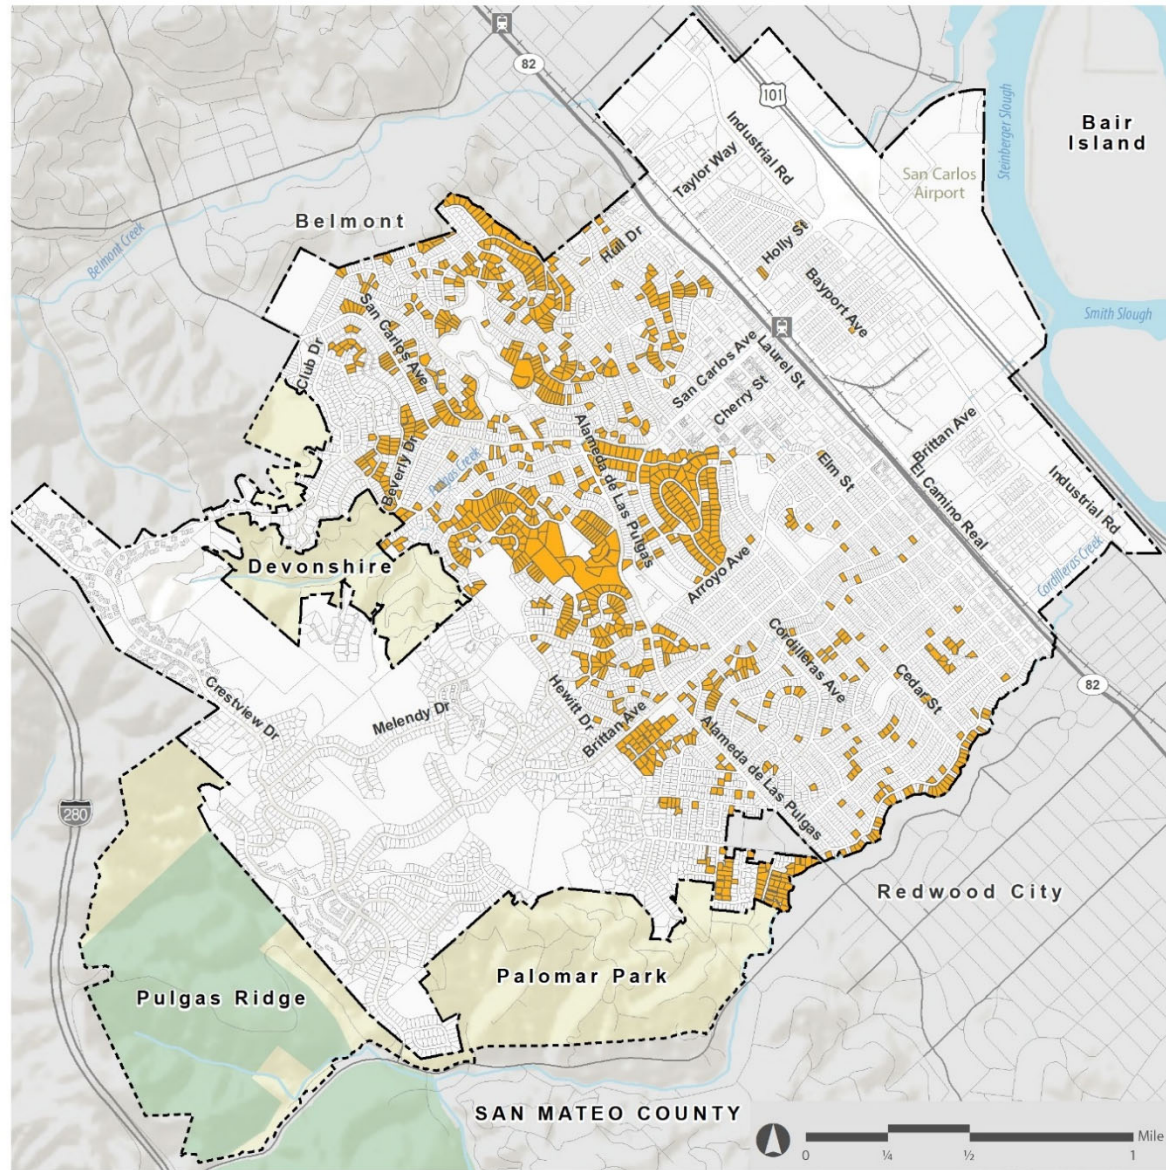 82
101
Bair
Island
Steinberger Slough
Industrial Rd
Taylor Way
San Carlos
Airport
Belmont
Hull Dr
Holly St
Belmont Creek
Bayport Ave
Smith Slough
San Carlos Ave
Club Dr
San Carlos Ave
Laurel St
Cherry St
Alameda de Las Pulgas
Brittan Ave
Elm St
Beverly Dr
Pulgas Creek
El Camino Real
Industrial Rd
Devonshire
Arroyo Ave
Cordilleras Creek
Cordilleras Ave
Crestview Dr
Melendy Dr
Hewitt Dr
Cedar St
82
Brittan Ave
Alameda de Las Pulgas
280
Redwood City
Palomar Park
Pulgas Ridge
SAN MATEO COUNTY
Mile
0 ¼ ½ 1